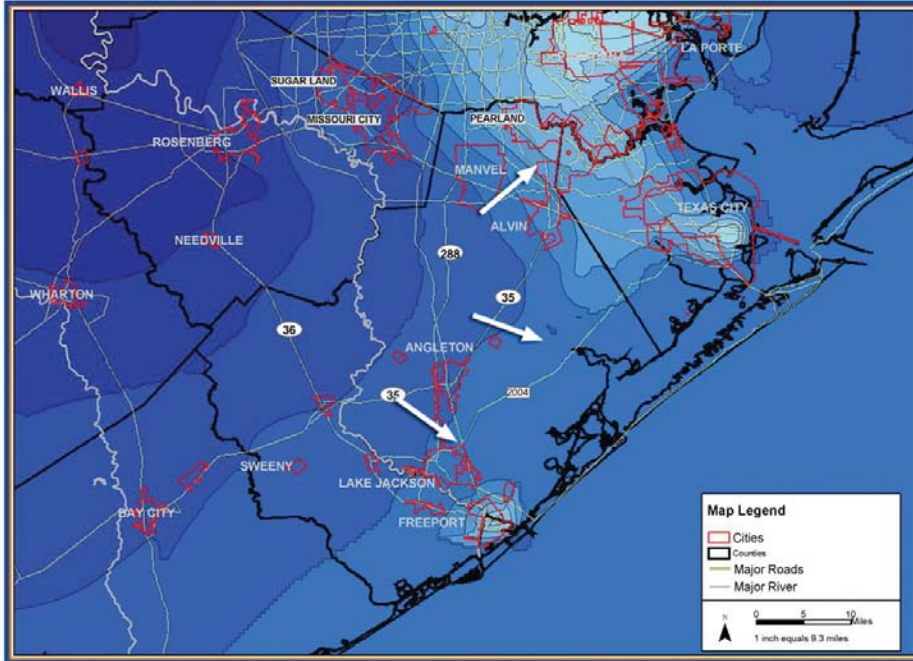 LA PORTE
SUGAR LAND
WALLIS
MISSOURI CITY
PEARLAND
ROSENBERG
MANVEL
TEXAS CITY
ALVIN
NEEDVILLE
288
WHARTON
35
36
ANGLETON
35
2004
SWEENY
LAKE JACKSON
BAY CITY
FREEPORT
Map Legend
Cities
Counties
Major Roads
Major River
N
0 5 10
Miles
1 inch equals 9.3 miles